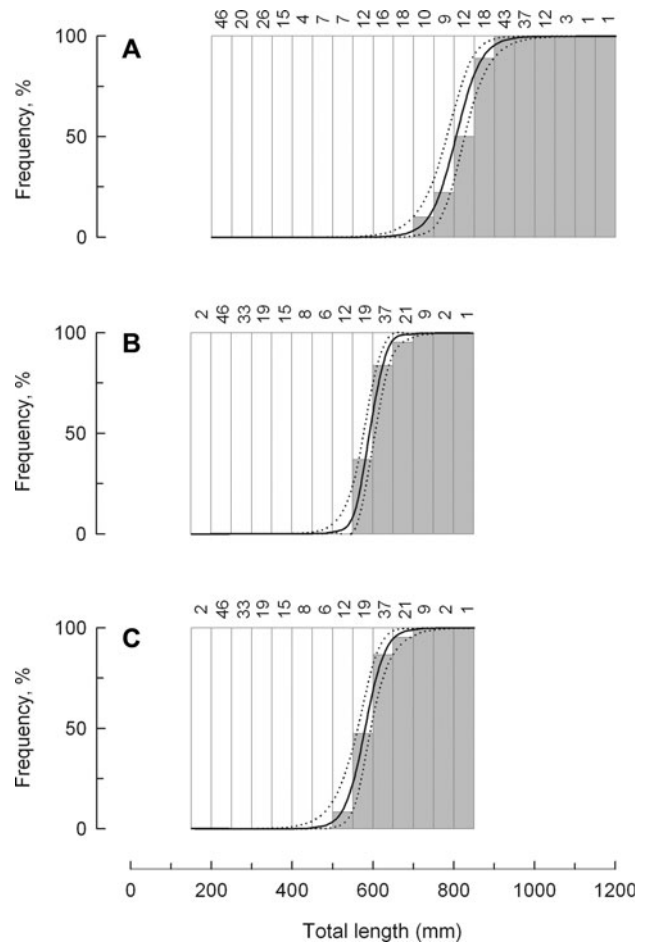 46 20 26 15 4 7 7 12 16 18 10 9 12 18 43 37 12 3 1 1
100
A
50
0
Frequency, %
2 46 33 19 15 8 6 12 19 37 21 9 2 1
100
B
50
0
Frequency, %
2 46 33 19 15 8 6 12 19 37 21 9 2 1
100
C
50
0
Frequency, %
0 200 400 600 800 1000 1200
Total length (mm)